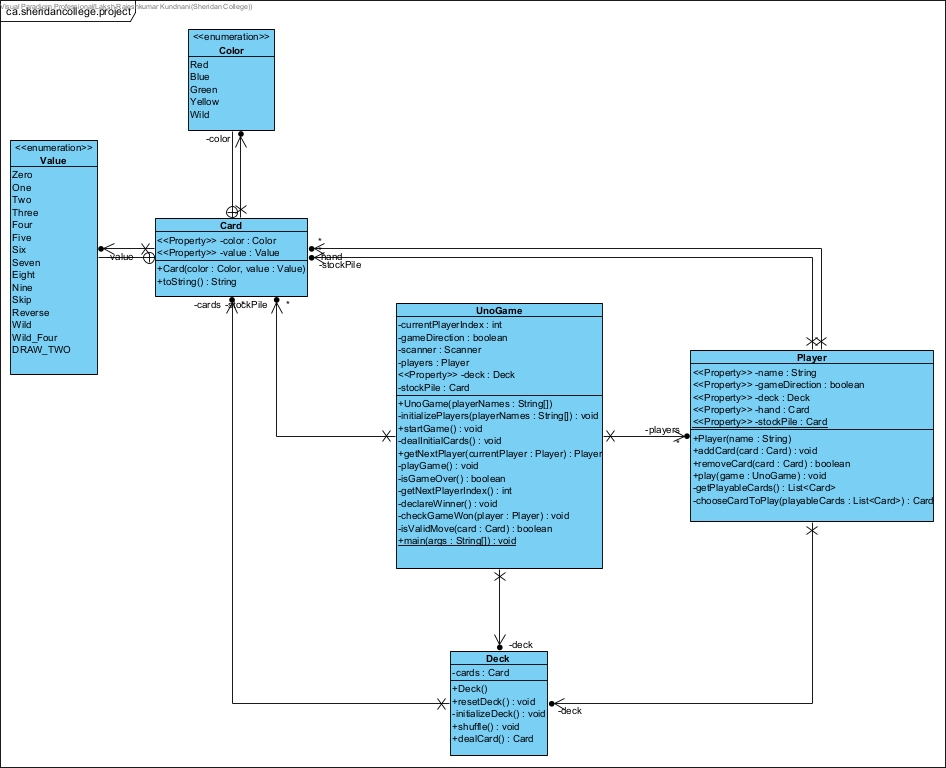 Visual Paradigm Professional(Laksh Rajeshkumar Kundnani(Sheridan College))
ca.sheridancollege.project
<<enumeration>>
Color
Red
Blue
Green
Yellow
Wild
-color
<<enumeration>>
Value
Zero
One
Two
Three
Four
Five
Six
Seven
Eight
Nine
Skip
Reverse
Wild
Wild_Four
DRAW_TWO
-value
Card
<<Property>> -color : Color
<<Property>> -value : Value
+Card(color : Color, value : Value)
+toString() : String
*
-hand
-stockPile
-cards
*
-stockPile
*
UnoGame
-currentPlayerIndex : int
-gameDirection : boolean
-scanner : Scanner
-players : Player
<<Property>> -deck : Deck
-stockPile : Card
+UnoGame(playerNames : String[])
-initializePlayers(playerNames : String[]) : void
+startGame() : void
-dealInitialCards() : void
+getNextPlayer(currentPlayer : Player) : Player
-playGame() : void
-isGameOver() : boolean
-getNextPlayerIndex() : int
-declareWinner() : void
-checkGameWon(player : Player) : void
-isValidMove(card : Card) : boolean
+main(args : String[]) : void
-players
*
Player
<<Property>> -name : String
<<Property>> -gameDirection : boolean
<<Property>> -deck : Deck
<<Property>> -hand : Card
<<Property>> -stockPile : Card
+Player(name : String)
+addCard(card : Card) : void
+removeCard(card : Card) : boolean
+play(game : UnoGame) : void
-getPlayableCards() : List<Card>
-chooseCardToPlay(playableCards : List<Card>) : Card
-deck
Deck
-cards : Card
+Deck()
+resetDeck() : void
-initializeDeck() : void
+shuffle() : void
+dealCard() : Card
-deck